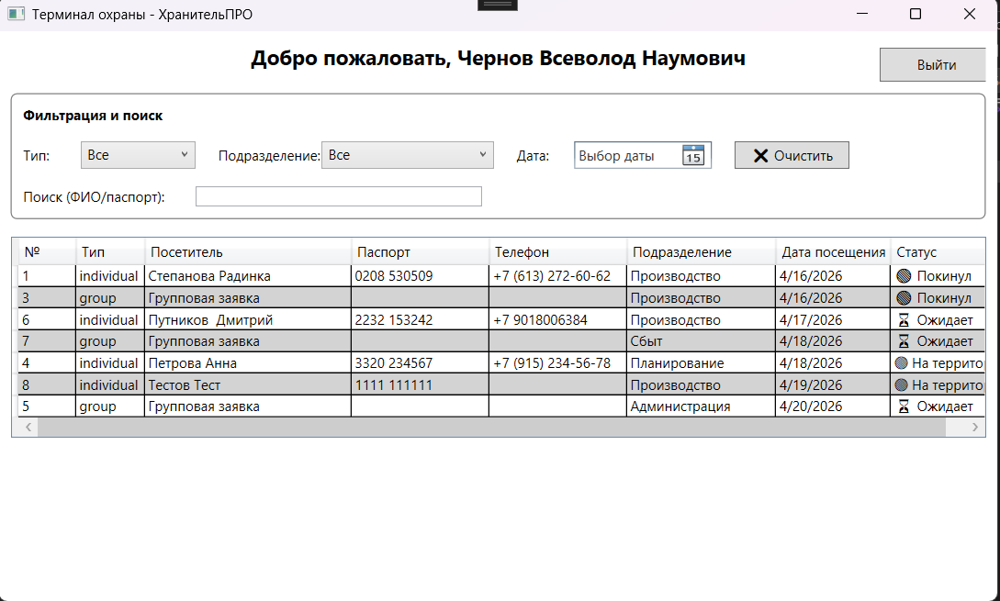 Терминал охраны - ХранительПРО
Добро пожаловать, Чернов Всеволод Наумович
Выйти
Фильтрация и поиск
Тип: Все Подразделение: Все Дата: Выбор даты 15 Очистить
Поиск (ФИО/паспорт):
№ Тип Посетитель Паспорт Телефон Подразделение Дата посещения Статус
1 individual Степанова Радинка 0208 530509 +7 (613) 272-60-62 Производство 4/16/2026 Покинул
3 group Групповая заявка Производство 4/16/2026 Покинул
6 individual Путников Дмитрий 2232 153242 +7 9018006384 Производство 4/17/2026 Ожидает
7 group Групповая заявка Сбыт 4/18/2026 Ожидает
4 individual Петрова Анна 3320 234567 +7 (915) 234-56-78 Планирование 4/18/2026 На террито
8 individual Тестов Тест 1111 111111 Производство 4/19/2026 На террито
5 group Групповая заявка Администрация 4/20/2026 Ожидает